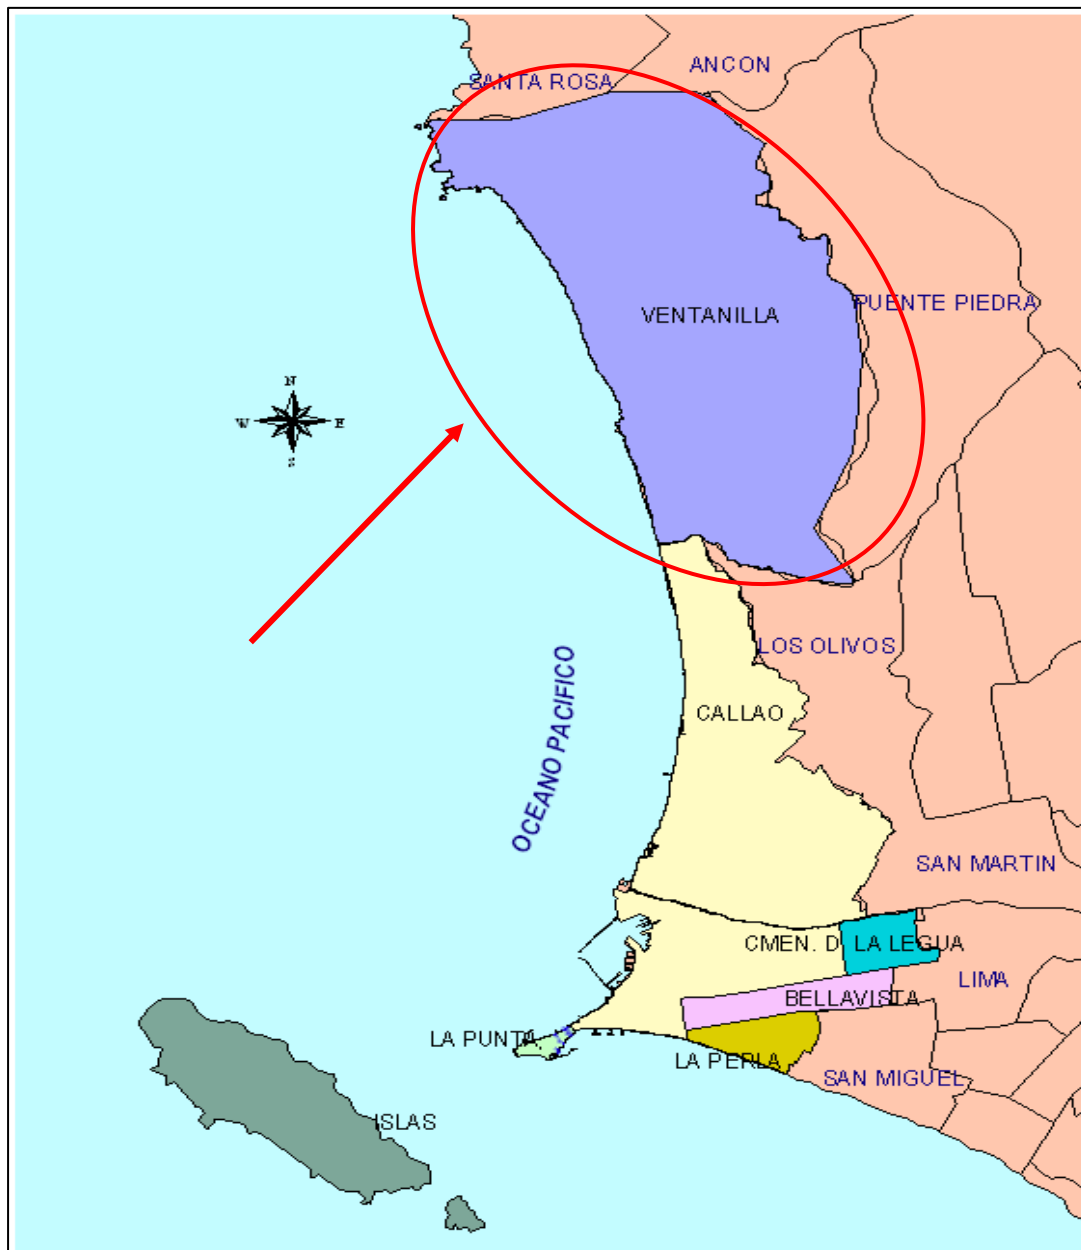 ANCON
SANTA ROSA
PUENTE PIEDRA
VENTANILLA
N
W E
S
LOS OLIVOS
OCEANO PACIFICO
CALLAO
SAN MARTIN
CMEN. D LA LEGUA
LIMA
BELLAVISTA
LA PUNTA
LA PERLA
SAN MIGUEL
ISLAS